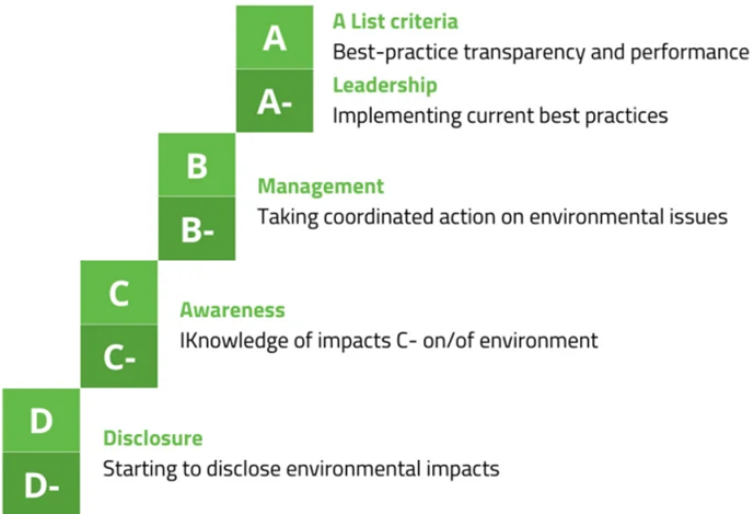 A
A List criteria
Best-practice transparency and performance
A-
Leadership
Implementing current best practices
B
B-
Management
Taking coordinated action on environmental issues
C
C-
Awareness
IKnowledge of impacts C- on/of environment
D
D-
Disclosure
Starting to disclose environmental impacts